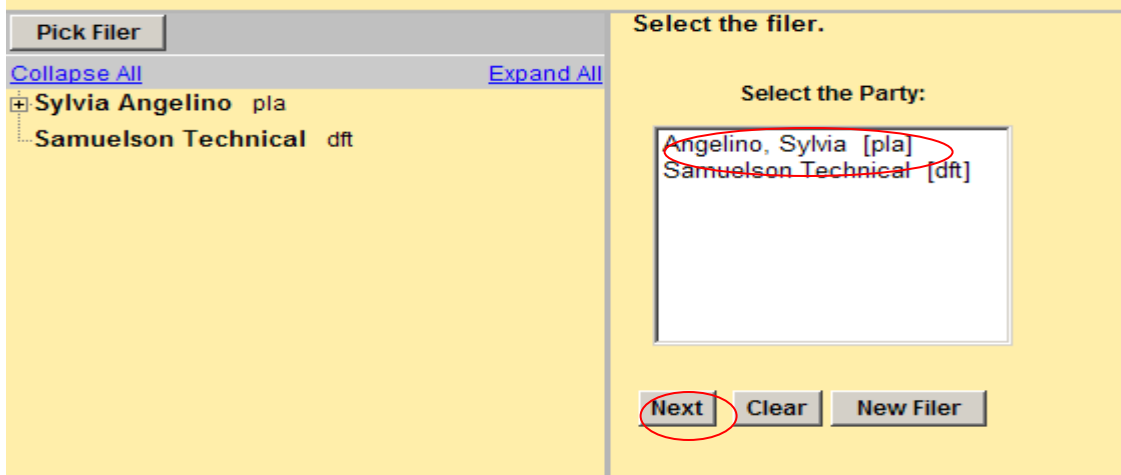 Pick Filer
Collapse All Expand All
Sylvia Angelino pla
Samuelson Technical dft
Select the filer.
Select the Party:
Angelino, Sylvia [pla]
Samuelson Technical [dft]
Next Clear New Filer